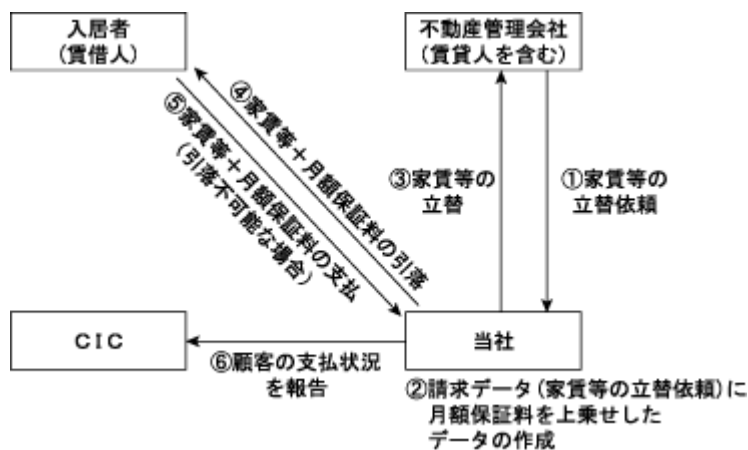 入居者
(賃借人)
不動産管理会社
(賃貸人を含む)
④家賃等＋月額保証料の引落
⑤家賃等＋月額保証料の支払
(引落不可能な場合)
③家賃等の
立替
①家賃等の
立替依頼
CIC
当社
⑥顧客の支払状況
を報告
②請求データ(家賃等の立替依頼)に
月額保証料を上乗せした
データの作成